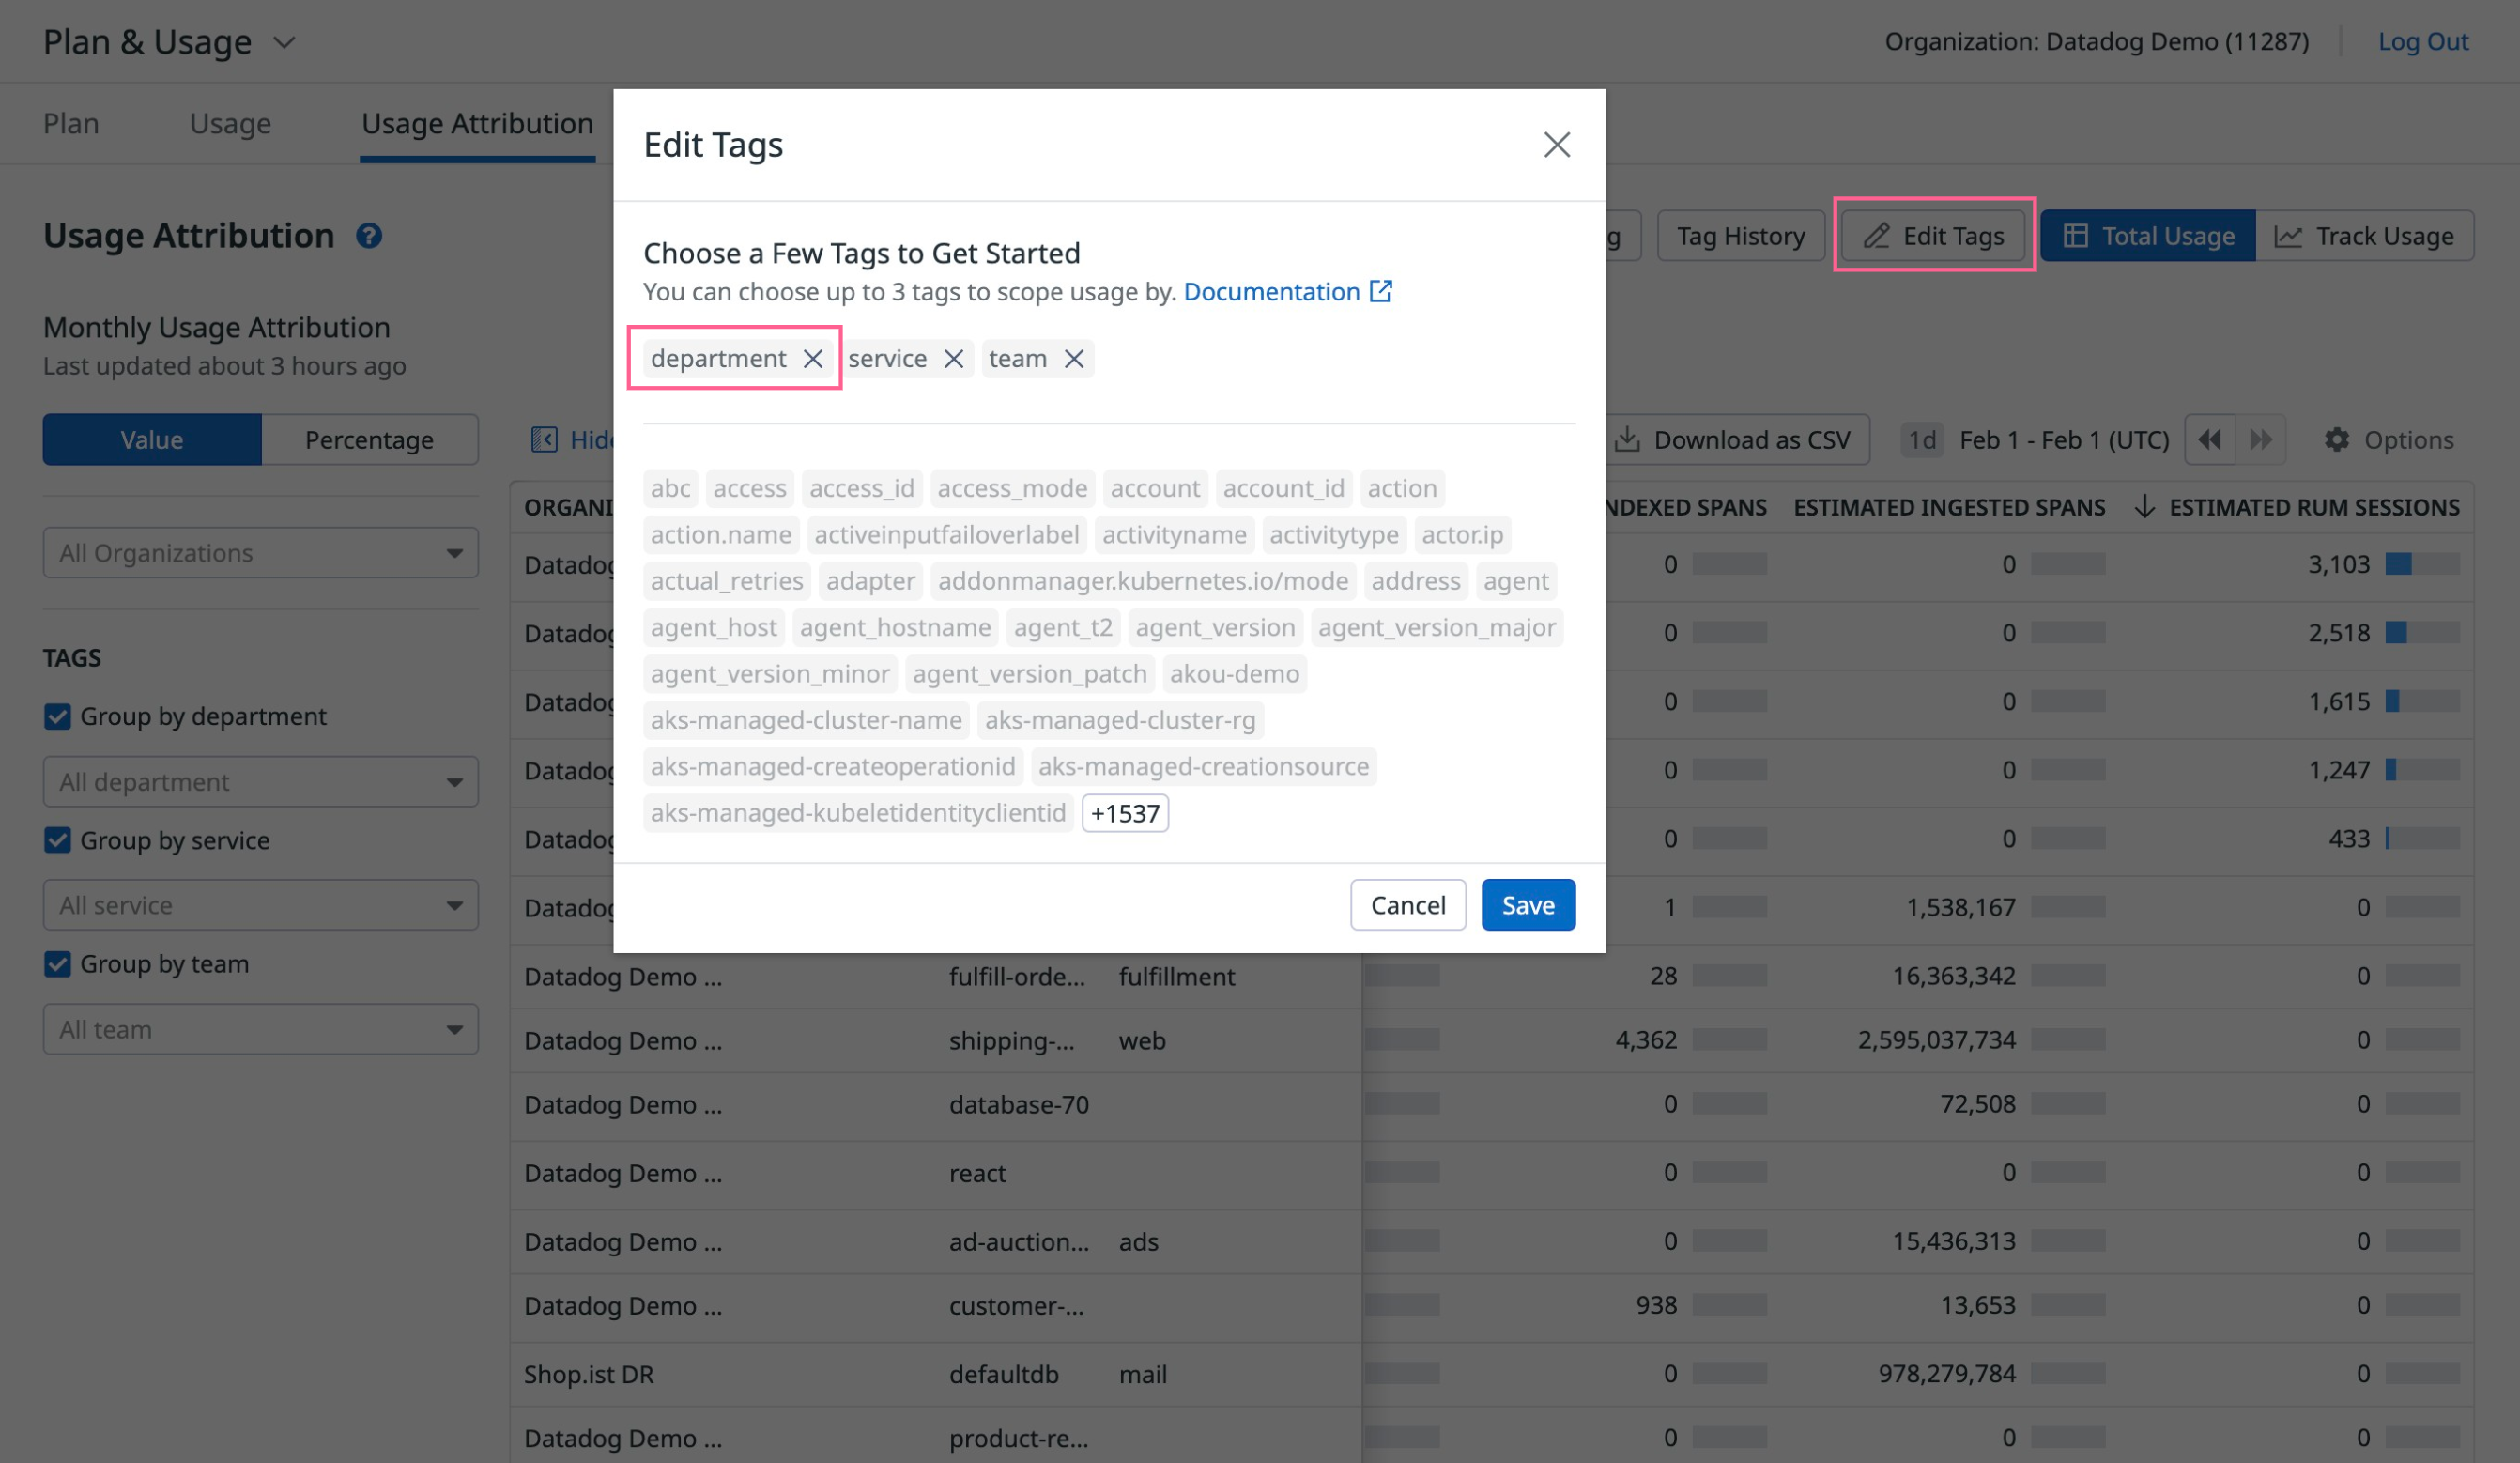 Plan & Usage
Organization: Datadog Demo (11287)
Log Out
Plan
Usage
Usage Attribution
Usage Attribution
Tag History
Edit Tags
Total Usage
Track Usage
Monthly Usage Attribution
Last updated about 3 hours ago
Value
Percentage
Download as CSV
1d Feb 1 - Feb 1 (UTC)
Options
All Organizations
TAGS
Group by department
All department
Group by service
All service
Group by team
All team
Edit Tags
Choose a Few Tags to Get Started
You can choose up to 3 tags to scope usage by. Documentation
department service team
abc access access_id access_mode account account_id action
action.name activeinputfailoverlabel activityname activitytype actor.ip
actual_retries adapter addonmanager.kubernetes.io/mode address agent
agent_host agent_hostname agent_t2 agent_version agent_version_major
agent_version_minor agent_version_patch akou-demo
aks-managed-cluster-name aks-managed-cluster-rg
aks-managed-createoperationid aks-managed-creationsource
aks-managed-kubeletidentityclientid +1537
Cancel Save
SPANS ESTIMATED INGESTED SPANS ESTIMATED RUM SESSIONS
0 0 3,103
0 0 2,518
0 0 1,615
0 0 1,247
0 0 433
1 1,538,167 0
Datadog Demo ... fulfill-orde... fulfillment 28 16,363,342 0
Datadog Demo ... shipping-... web 4,362 2,595,037,734 0
Datadog Demo ... database-70 0 72,508 0
Datadog Demo ... react 0 0 0
Datadog Demo ... ad-auction... ads 0 15,436,313 0
Datadog Demo ... customer-... 938 13,653 0
Shop.ist DR defaultdb mail 0 978,279,784 0
Datadog Demo ... product-re... 0 0 0